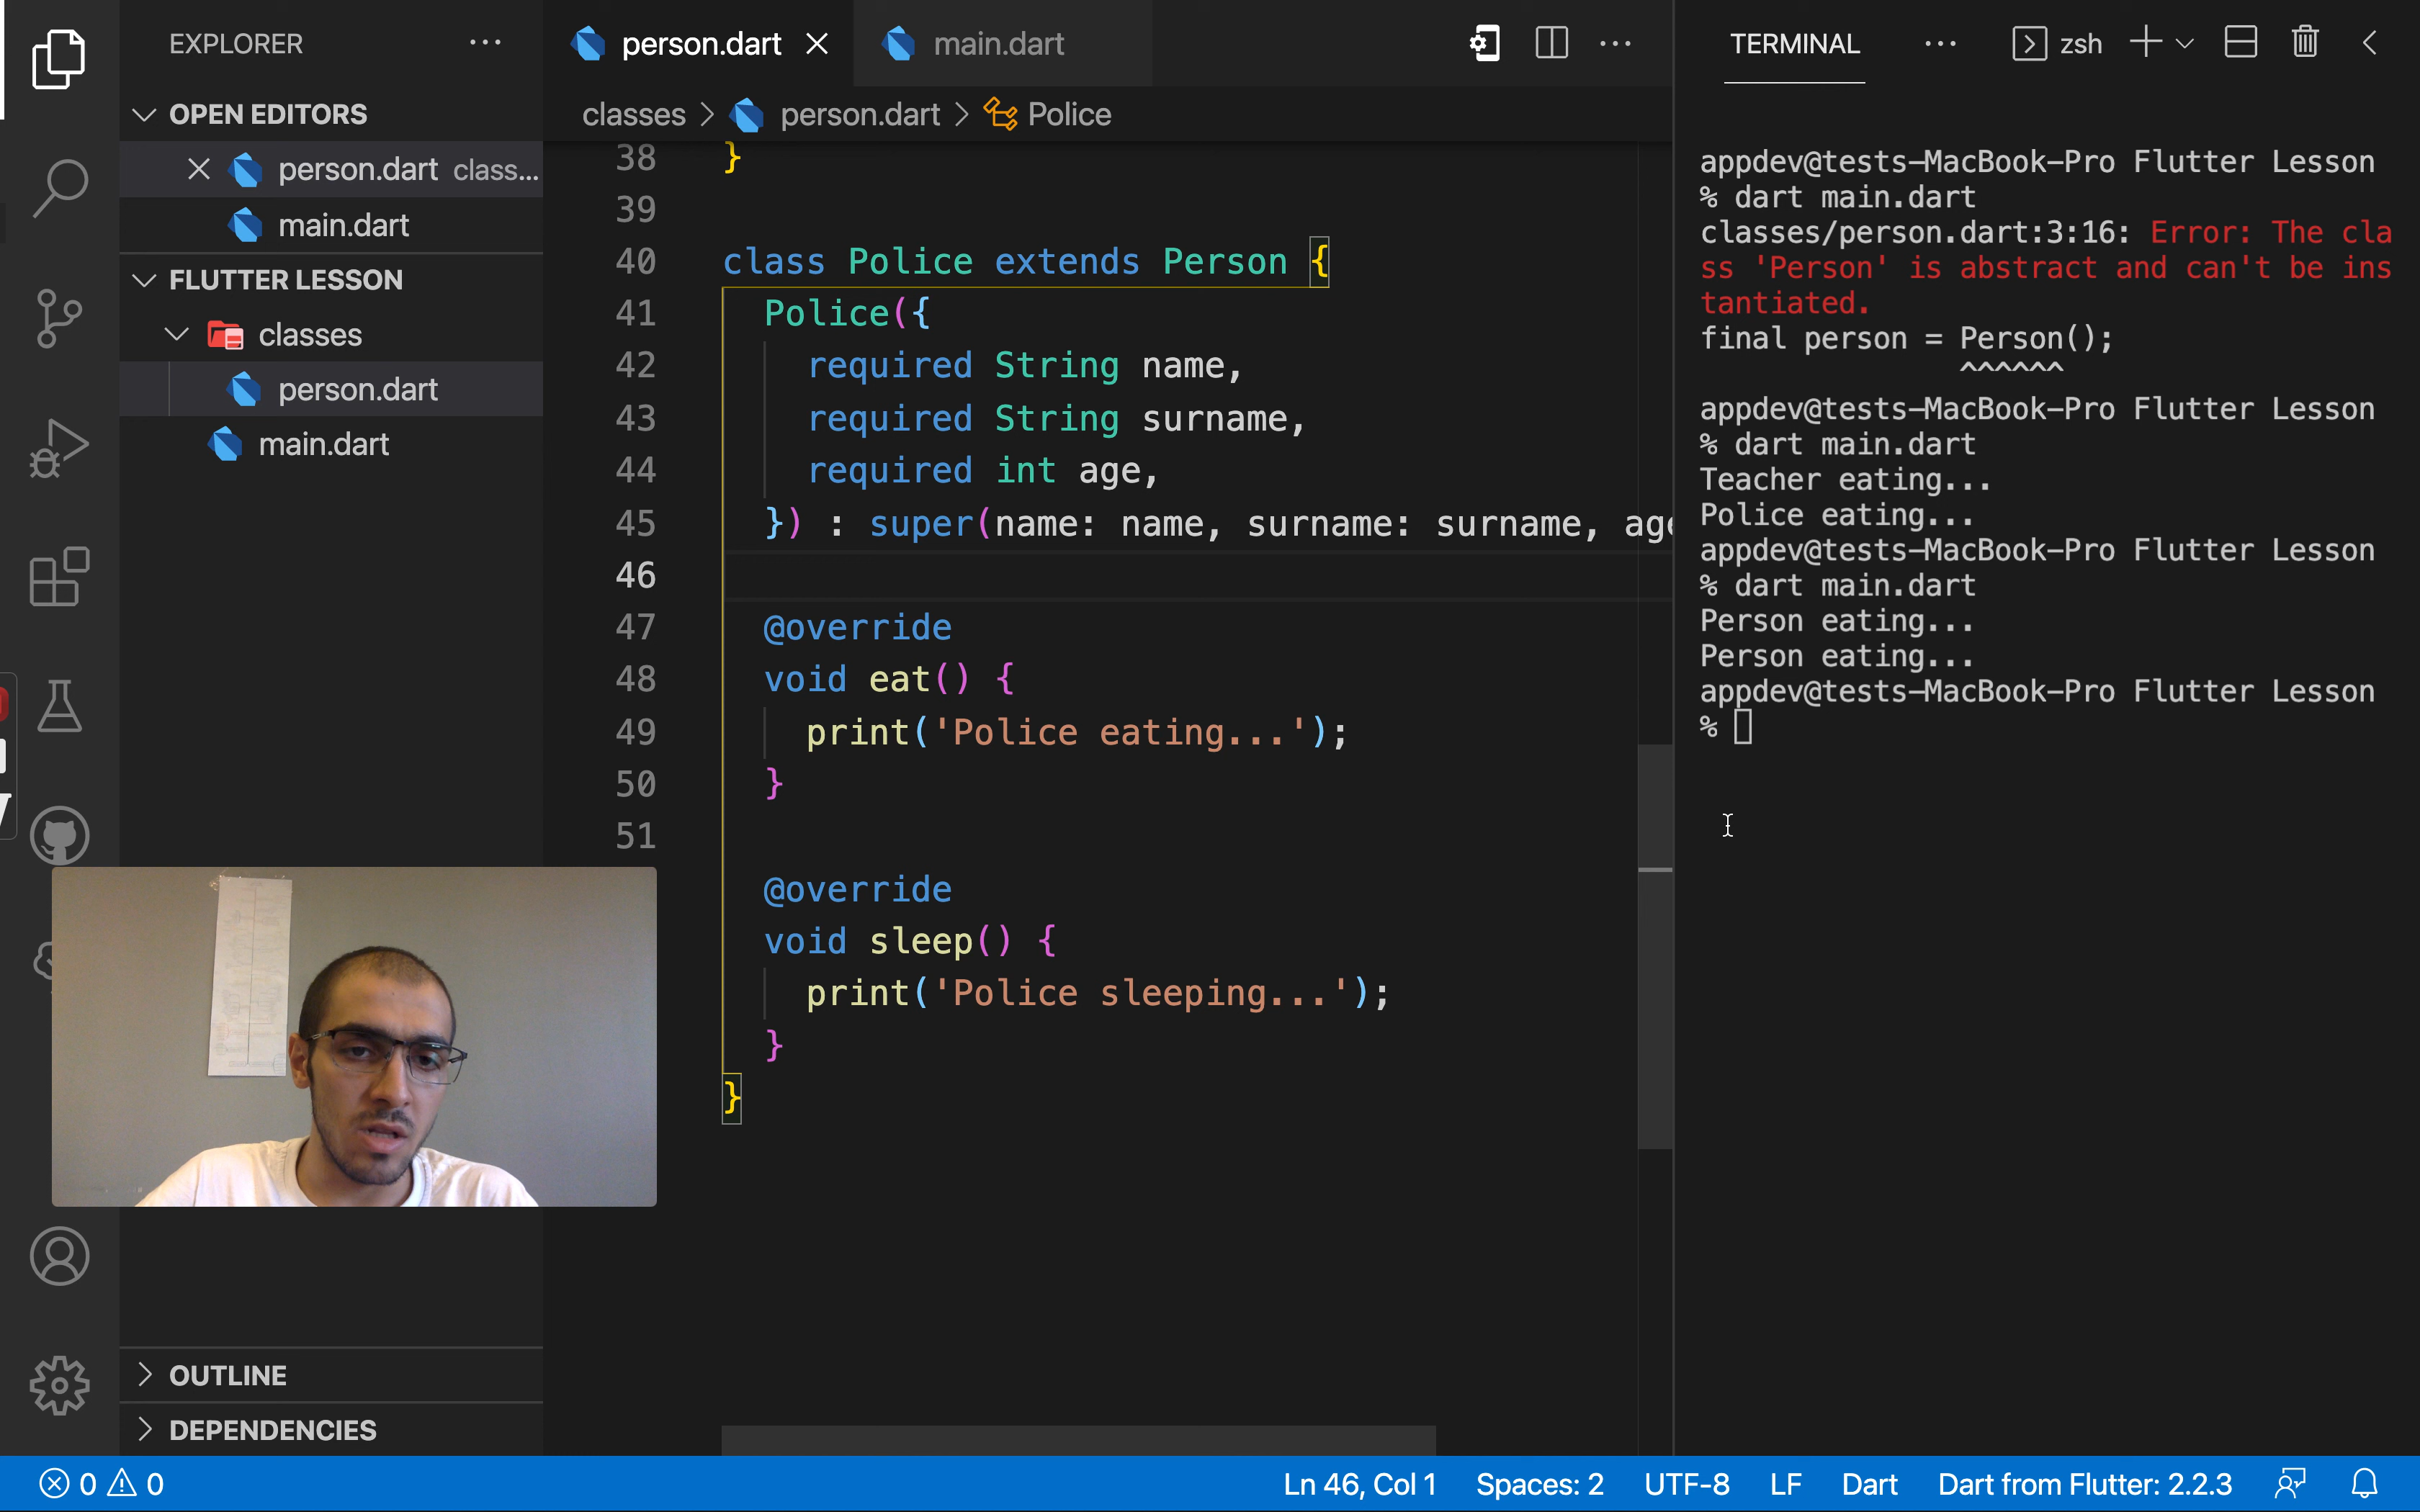 EXPLORER
OPEN EDITORS
person.dart class...
main.dart
FLUTTER LESSON
classes
person.dart
main.dart
OUTLINE
DEPENDENCIES
person.dart
main.dart
classes > person.dart > Police
38 }
39
40 class Police extends Person {
41 Police({
42 required String name,
43 required String surname,
44 required int age,
45 }) : super(name: name, surname: surname, age
46
47 @override
48 void eat() {
49 print('Police eating...');
50 }
51
@override
void sleep() {
print('Police sleeping...');
}
}
TERMINAL
zsh
appdev@tests-MacBook-Pro Flutter Lesson
% dart main.dart
classes/person.dart:3:16: Error: The cla
ss 'Person' is abstract and can't be ins
tantiated.
final person = Person();
^^^^^^
appdev@tests-MacBook-Pro Flutter Lesson
% dart main.dart
Teacher eating...
Police eating...
appdev@tests-MacBook-Pro Flutter Lesson
% dart main.dart
Person eating...
Person eating...
appdev@tests-MacBook-Pro Flutter Lesson
%
0 0
Ln 46, Col 1 Spaces: 2 UTF-8 LF Dart Dart from Flutter: 2.2.3